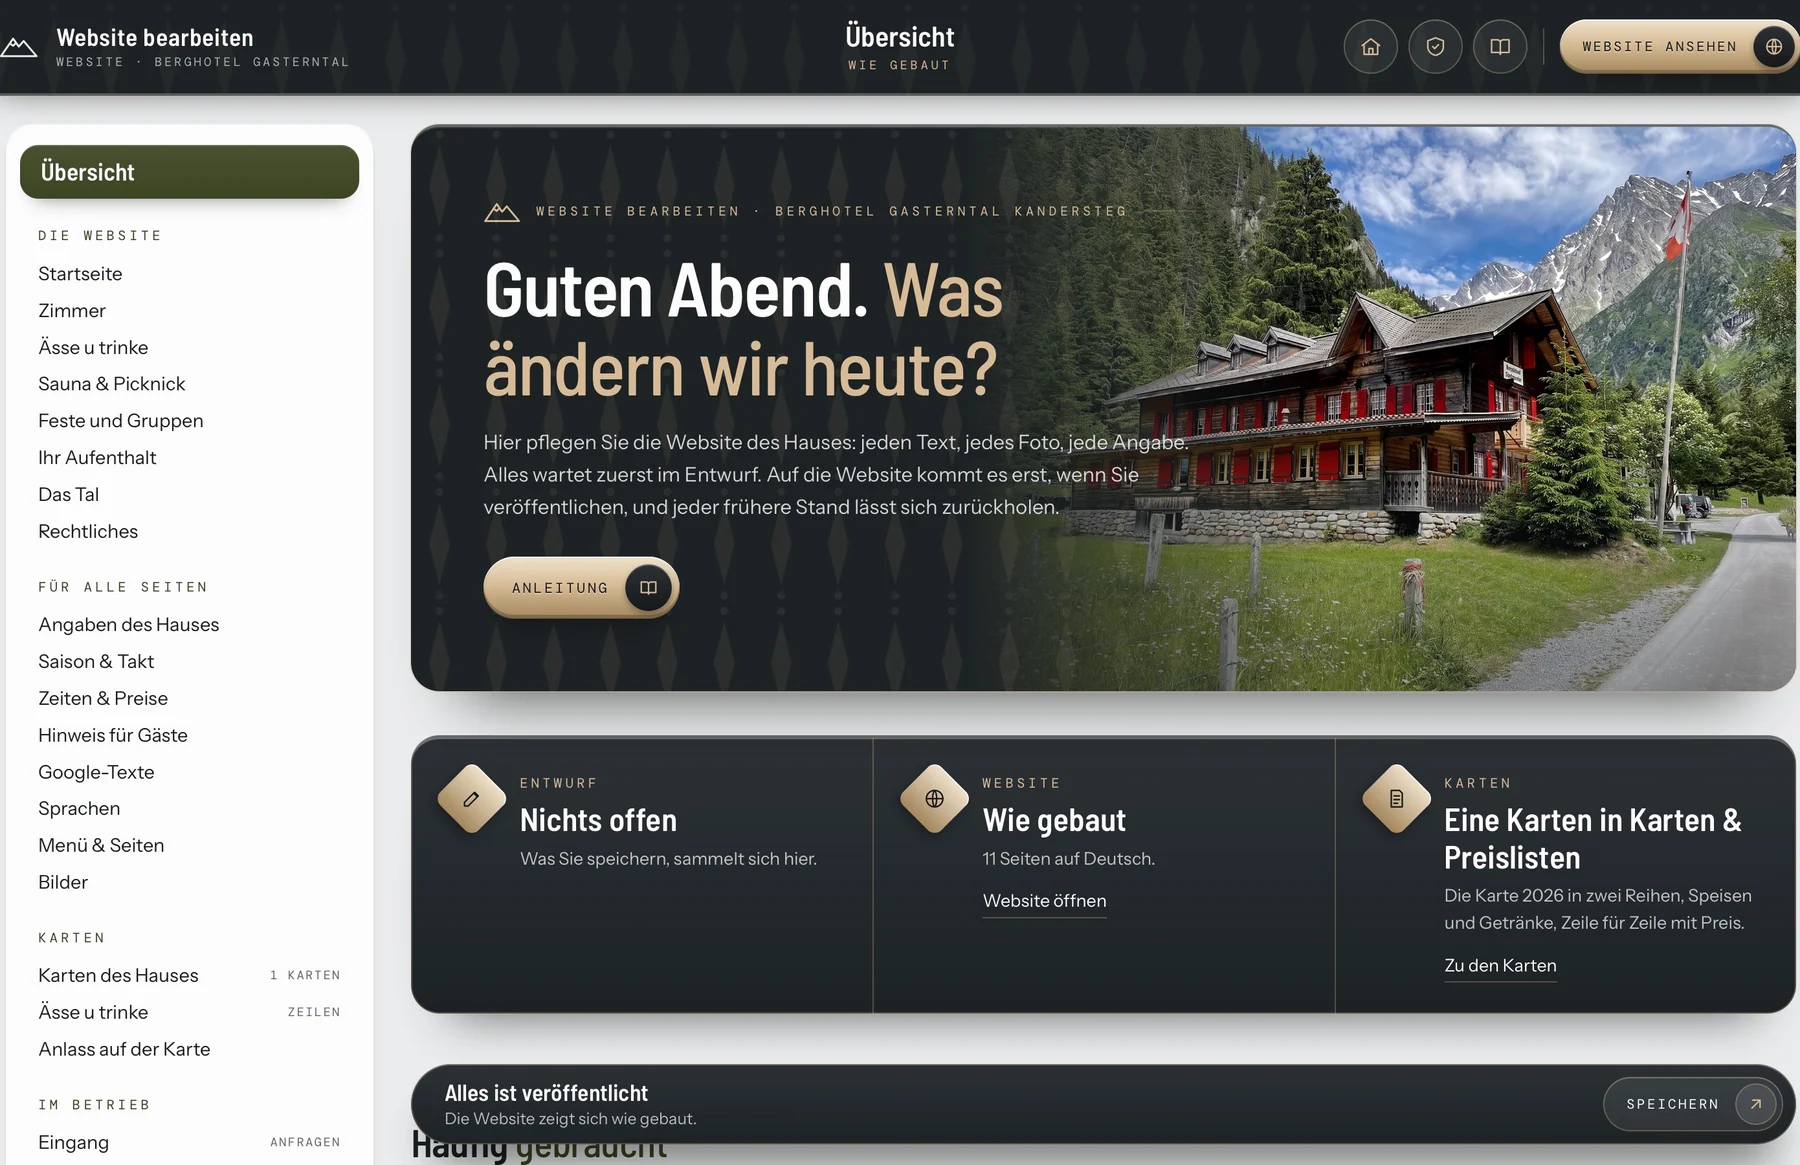 Website bearbeiten
WEBSITE · BERGHOTEL GASTERNTAL
Übersicht
WIE GEBAUT
WEBSITE ANSEHEN
Übersicht
DIE WEBSITE
Startseite
Zimmer
Ässe u trinke
Sauna & Picknick
Feste und Gruppen
Ihr Aufenthalt
Das Tal
Rechtliches
FÜR ALLE SEITEN
Angaben des Hauses
Saison & Takt
Zeiten & Preise
Hinweis für Gäste
Google-Texte
Sprachen
Menü & Seiten
Bilder
KARTEN
Karten des Hauses 1 KARTEN
Ässe u trinke ZEILEN
Anlass auf der Karte
IM BETRIEB
Eingang ANFRAGEN
WEBSITE BEARBEITEN · BERGHOTEL GASTERNTAL KANDERSTEG
Guten Abend. Was
ändern wir heute?
Hier pflegen Sie die Website des Hauses: jeden Text, jedes Foto, jede Angabe.
Alles wartet zuerst im Entwurf. Auf die Website kommt es erst, wenn Sie
veröffentlichen, und jeder frühere Stand lässt sich zurückholen.
ANLEITUNG
ENTWURF
Nichts offen
Was Sie speichern, sammelt sich hier.
WEBSITE
Wie gebaut
11 Seiten auf Deutsch.
Website öffnen
KARTEN
Eine Karten in Karten &
Preislisten
Die Karte 2026 in zwei Reihen, Speisen
und Getränke, Zeile für Zeile mit Preis.
Zu den Karten
Alles ist veröffentlicht
Die Website zeigt sich wie gebaut.
SPEICHERN
Häufig gebraucht